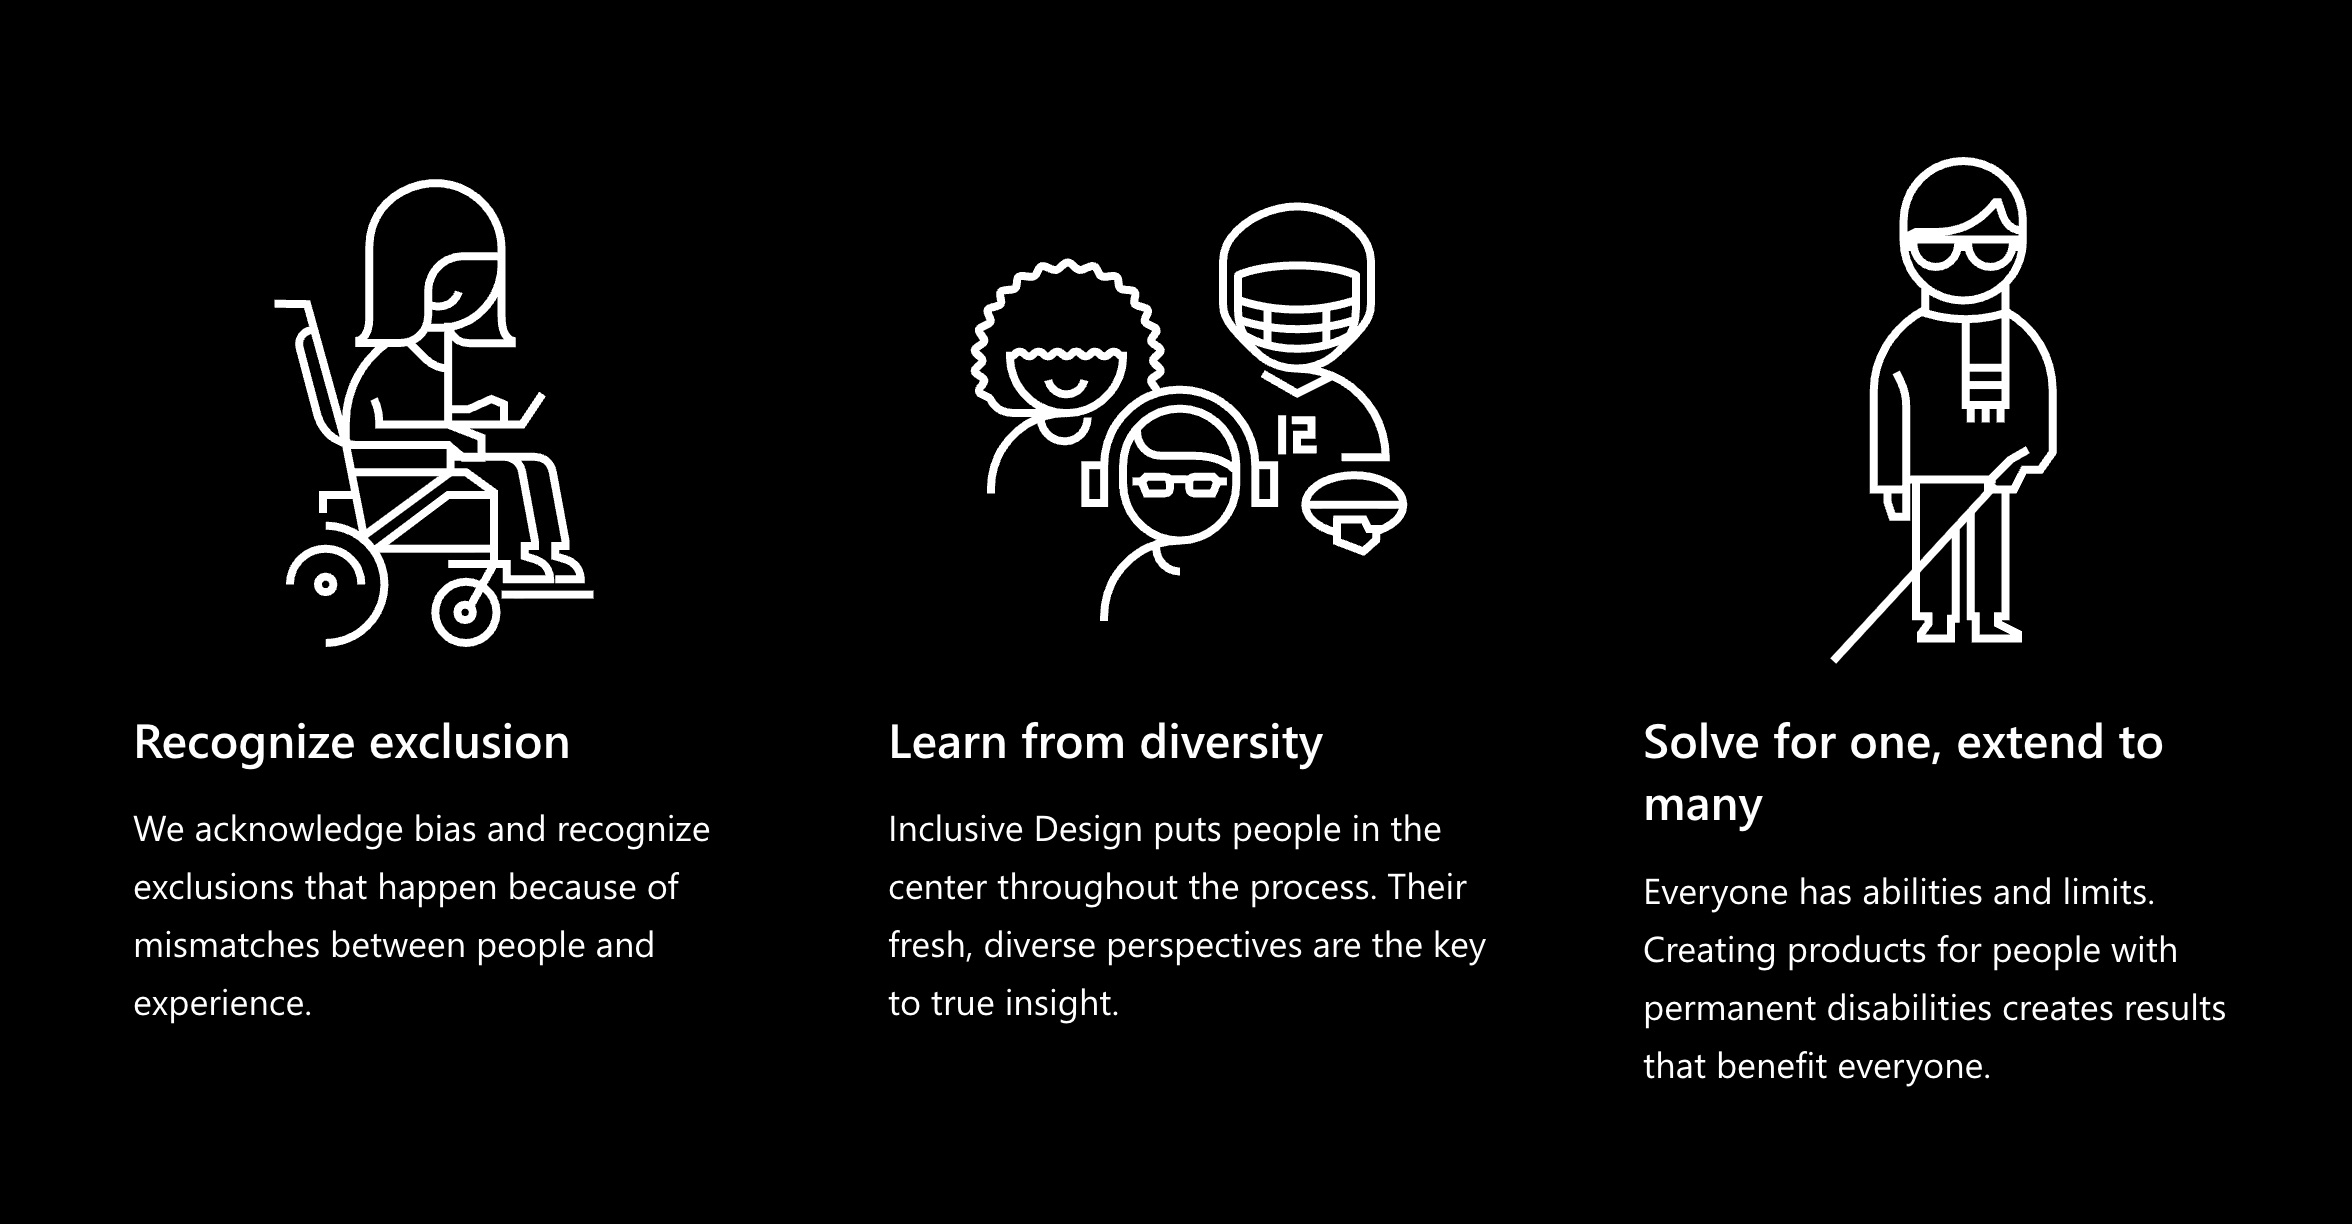 12
Recognize exclusion
We acknowledge bias and recognize
exclusions that happen because of
mismatches between people and
experience.
Learn from diversity
Inclusive Design puts people in the
center throughout the process. Their
fresh, diverse perspectives are the key
to true insight.
Solve for one, extend to
many
Everyone has abilities and limits.
Creating products for people with
permanent disabilities creates results
that benefit everyone.